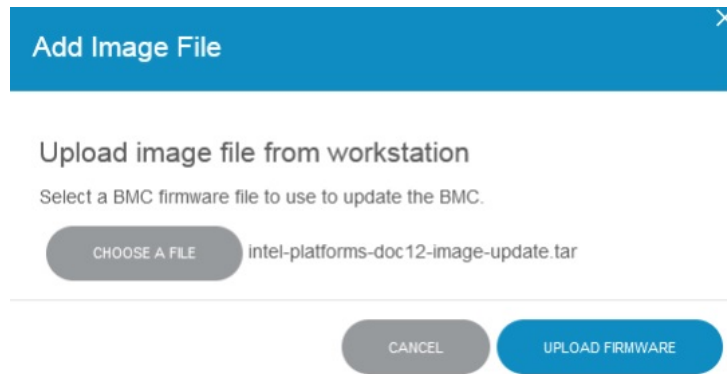 Add Image File
Upload image file from workstation
Select a BMC firmware file to use to update the BMC.
CHOOSE A FILE intel-platforms-doc12-image-update.tar
CANCEL UPLOAD FIRMWARE